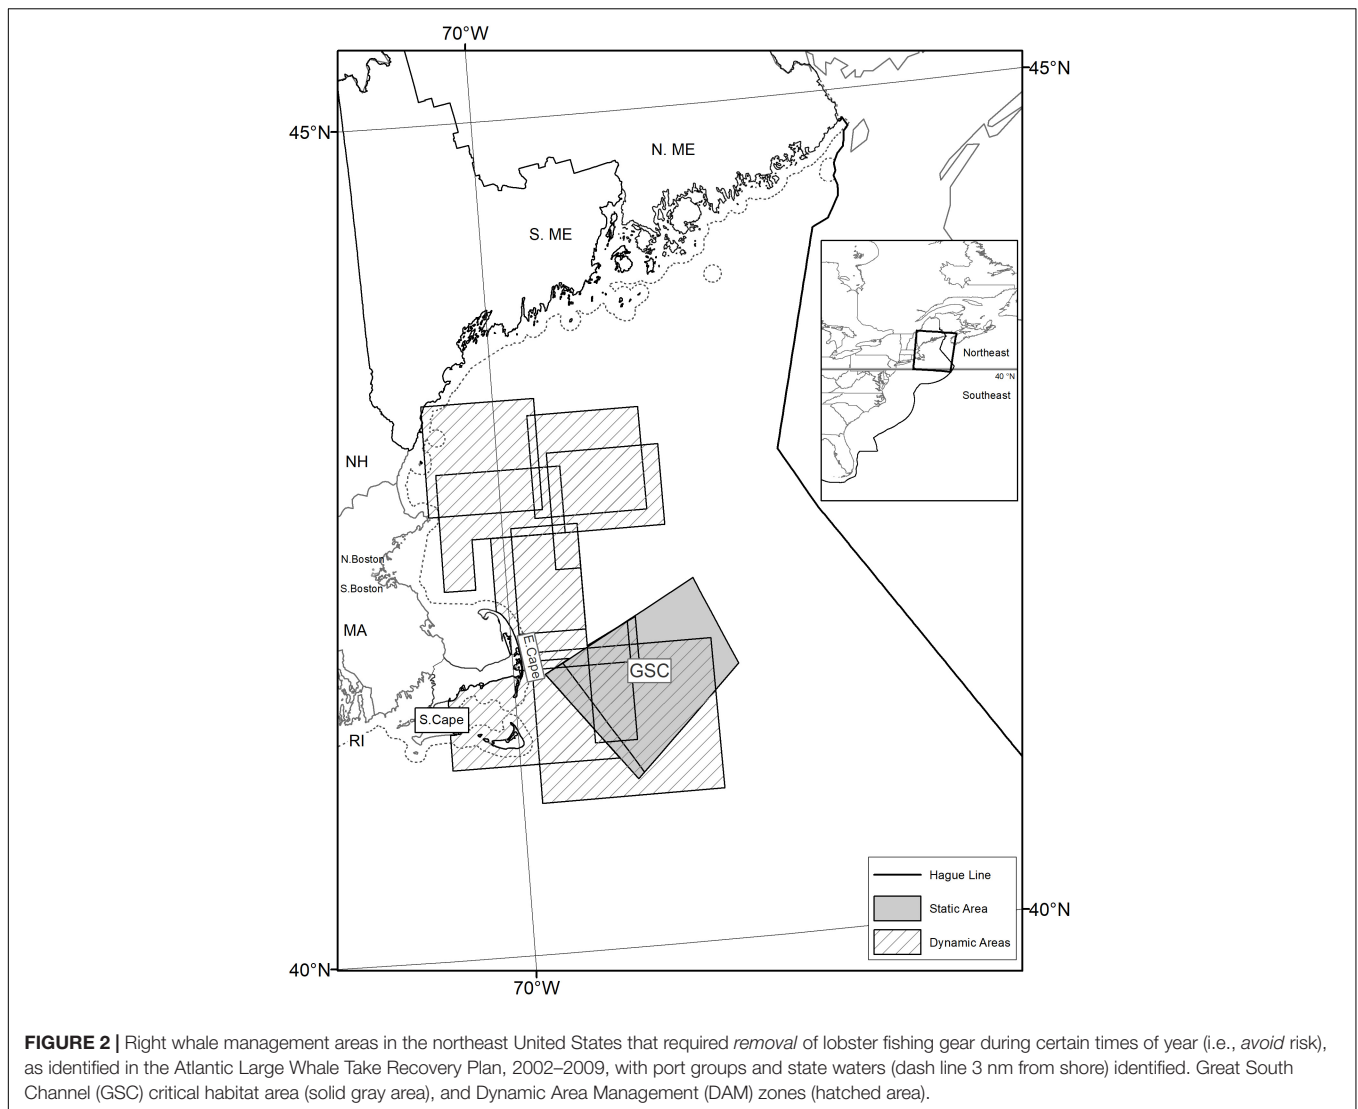 70°W
45°N
45°N
N. ME
S. ME
Northeast
40 °N
Southeast
NH
N.Boston
S.Boston
MA
E.Cape
GSC
S.Cape
RI
Hague Line
Static Area
40°N
Dynamic Areas
40°N
70°W
FIGURE 2 | Right whale management areas in the northeast United States that required removal of lobster fishing gear during certain times of year (i.e., avoid risk),
as identified in the Atlantic Large Whale Take Recovery Plan, 2002–2009, with port groups and state waters (dash line 3 nm from shore) identified. Great South
Channel (GSC) critical habitat area (solid gray area), and Dynamic Area Management (DAM) zones (hatched area).